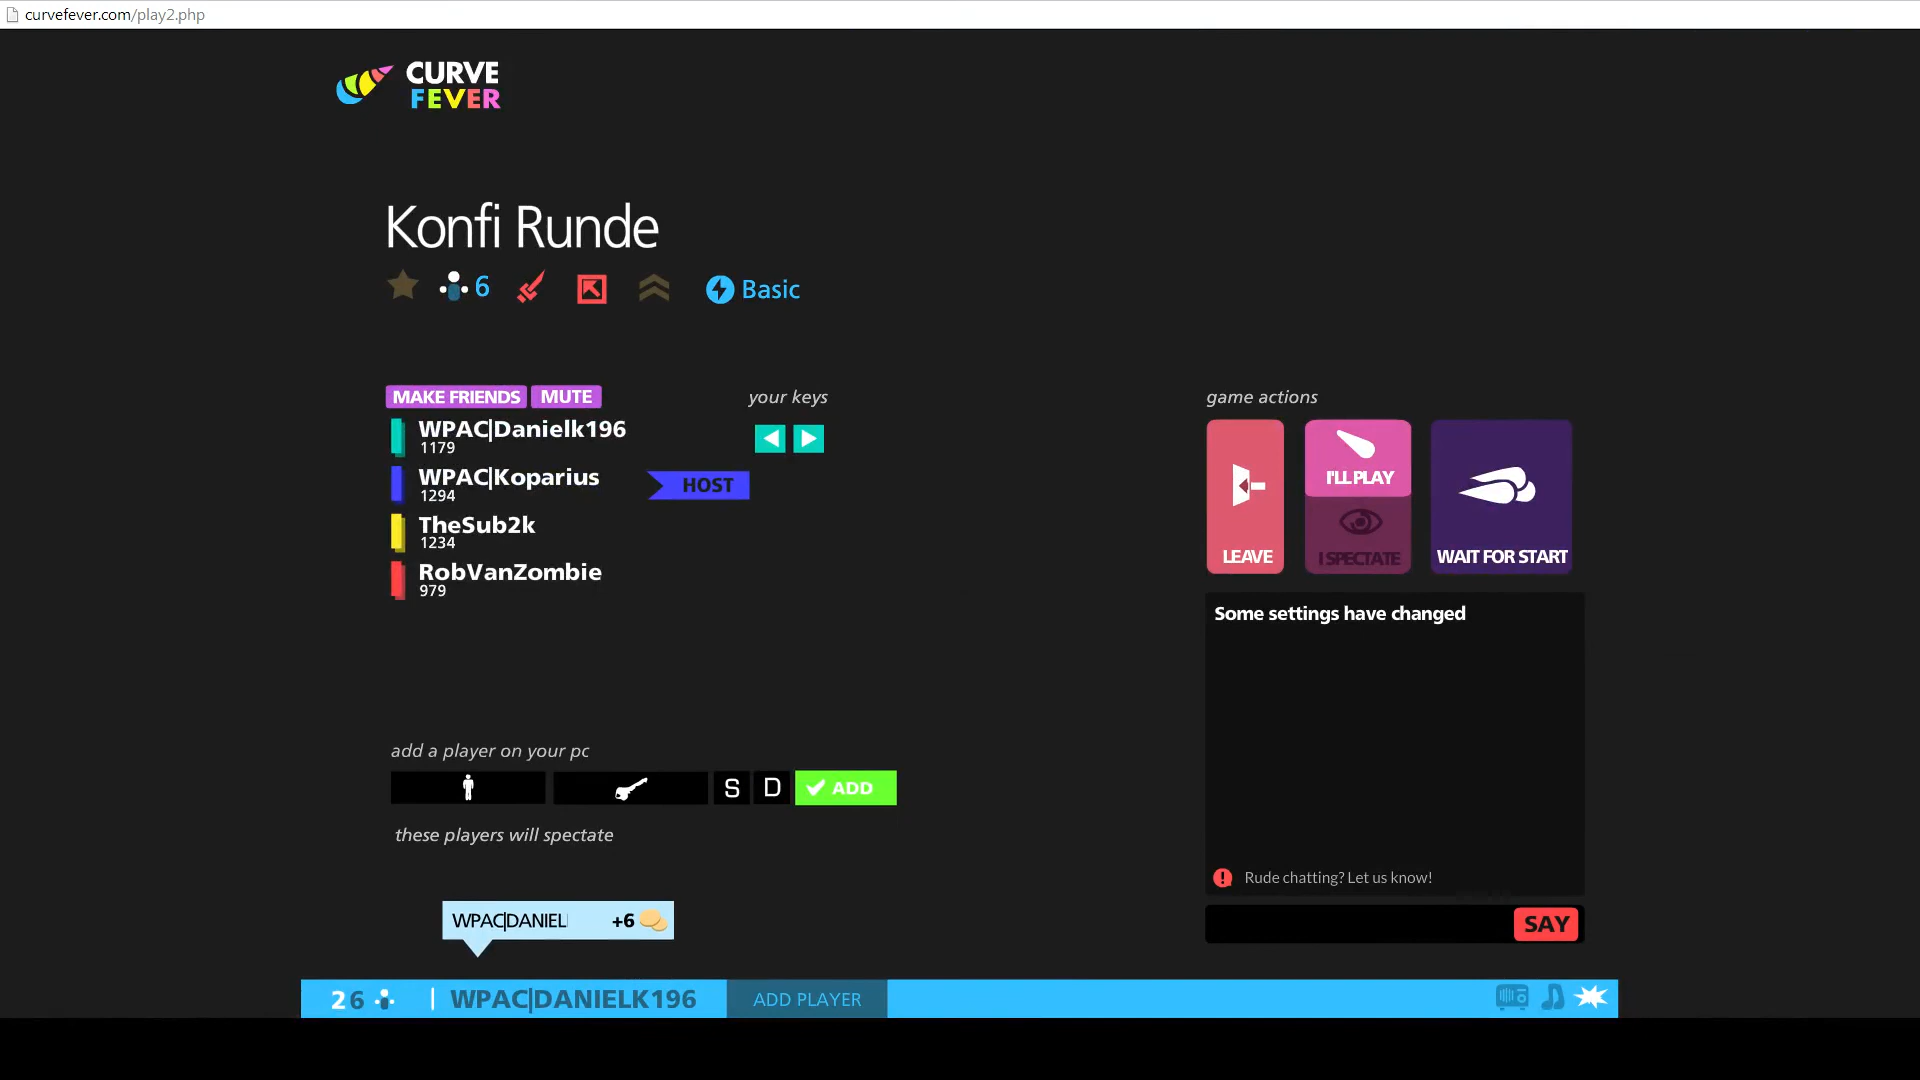 curvefever.com/play2.php
CURVE
FEVER
Konfi Runde
6
Basic
MAKE FRIENDS
MUTE
your keys
WPAC|Danielk196
1179
WPAC|Koparius
1294
HOST
TheSub2k
1234
RobVanZombie
979
add a player on your pc
S
D
ADD
these players will spectate
game actions
LEAVE
I'LL PLAY
I SPECTATE
WAIT FOR START
Some settings have changed
Rude chatting? Let us know!
SAY
WPAC|DANIEL
+6
26
WPAC|DANIELK196
ADD PLAYER